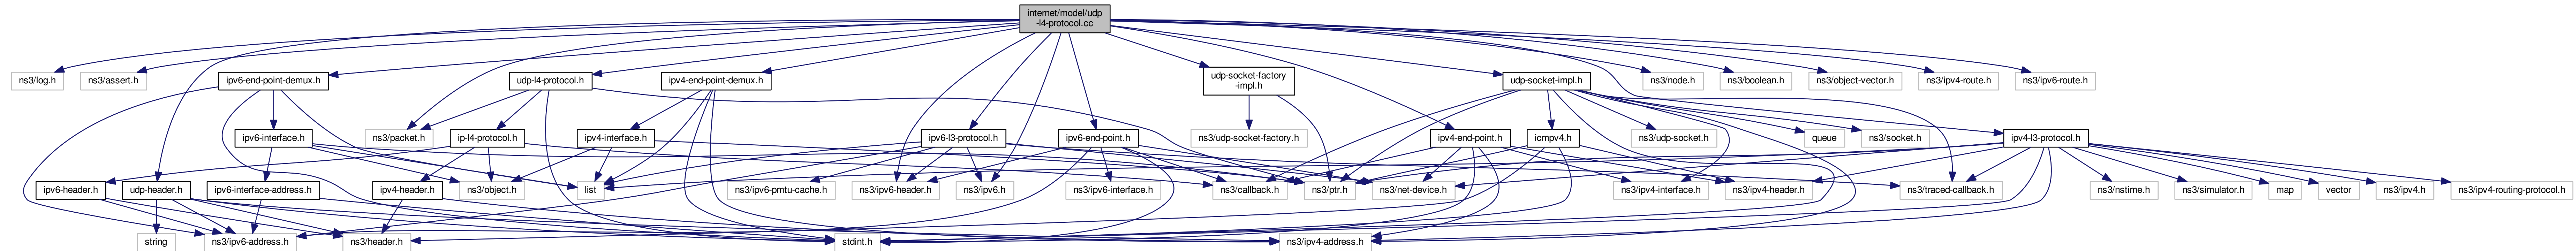 internet/model/udp
-l4-protocol.cc
ns3/log.h
ns3/assert.h
ipv6-end-point-demux.h
udp-l4-protocol.h
ipv4-end-point-demux.h
udp-socket-factory
-impl.h
udp-socket-impl.h
ns3/node.h
ns3/boolean.h
ns3/object-vector.h
ns3/ipv4-route.h
ns3/ipv6-route.h
ns3/packet.h
ipv6-interface.h
ip-l4-protocol.h
ipv4-interface.h
ipv6-l3-protocol.h
ipv6-end-point.h
ns3/udp-socket-factory.h
ipv4-end-point.h
icmpv4.h
ns3/udp-socket.h
queue
ns3/socket.h
ipv4-l3-protocol.h
ipv6-header.h
udp-header.h
ipv6-interface-address.h
ipv4-header.h
ns3/object.h
list
ns3/ipv6-pmtu-cache.h
ns3/ipv6-header.h
ns3/ipv6.h
ns3/ipv6-interface.h
ns3/callback.h
ns3/ptr.h
ns3/net-device.h
ns3/ipv4-interface.h
ns3/ipv4-header.h
ns3/traced-callback.h
ns3/nstime.h
ns3/simulator.h
map
vector
ns3/ipv4.h
ns3/ipv4-routing-protocol.h
string
ns3/ipv6-address.h
ns3/header.h
stdint.h
ns3/ipv4-address.h